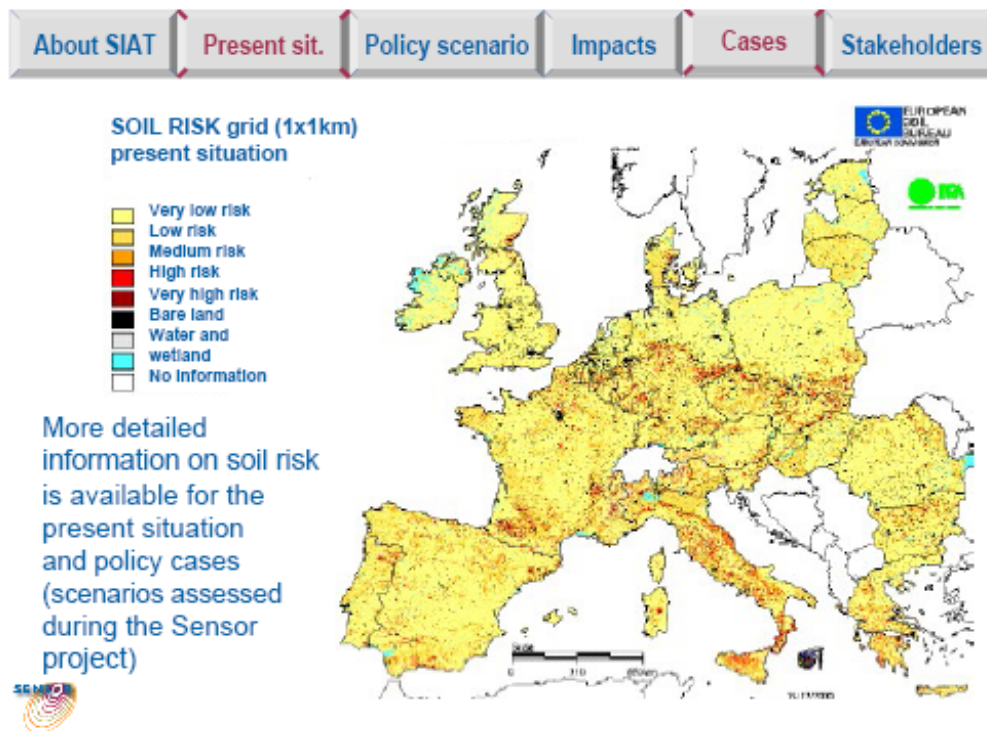 About SIAT
Present sit.
Policy scenario
Impacts
Cases
Stakeholders
SOIL RISK grid (1x1km)
present situation
EUROPEAN
SOIL
BUREAU
EUROPEAN COMMISSION
Very low risk
Low risk
Medium risk
High risk
Very high risk
Bare land
Water and
wetland
No Information
More detailed
information on soil risk
is available for the
present situation
and policy cases
(scenarios assessed
during the Sensor
project)
SENSOR
0